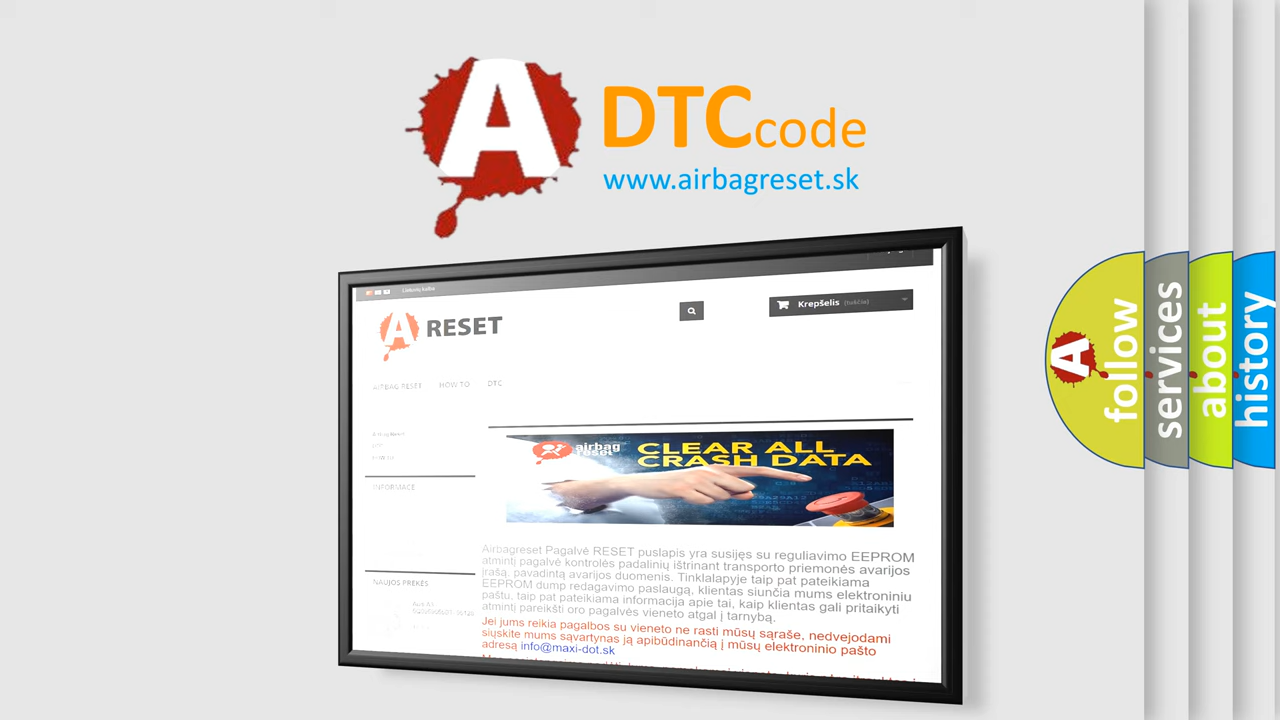 A
DTCcode
www.airbagreset.sk
Lietuvių kalba
A RESET
Krepšelis (tuščia)
AIRBAG RESET HOW TO DTC
INFORMACE
airbag
reset
CLEAR ALL
CRASH DATA
Airbagreset Pagalvė RESET puslapis yra susijęs su reguliavimo EEPROM
atmintį pagalvė kontrolės padalinių ištrinant transporto priemonės avarijos
įrašą, pavadintą avarijos duomenis. Tinklalapyje taip pat pateikiama
EEPROM dump redagavimo paslaugą, klientas siunčia mums elektroniniu
paštu, taip pat pateikiama informacija apie tai, kaip klientas gali pritaikyti
atmintį pareikšti oro pagalvės vieneto atgal į tarnybą.
Jei jums reikia pagalbos su vieneto ne rasti mūsų sąraše, nedvejodami
siųskite mums sąvartynas ją apibūdinančią į mūsų elektroninio pašto
adresą info@maxi-dot.sk
NAUJOS PREKĖS
A
follow
services
about
history